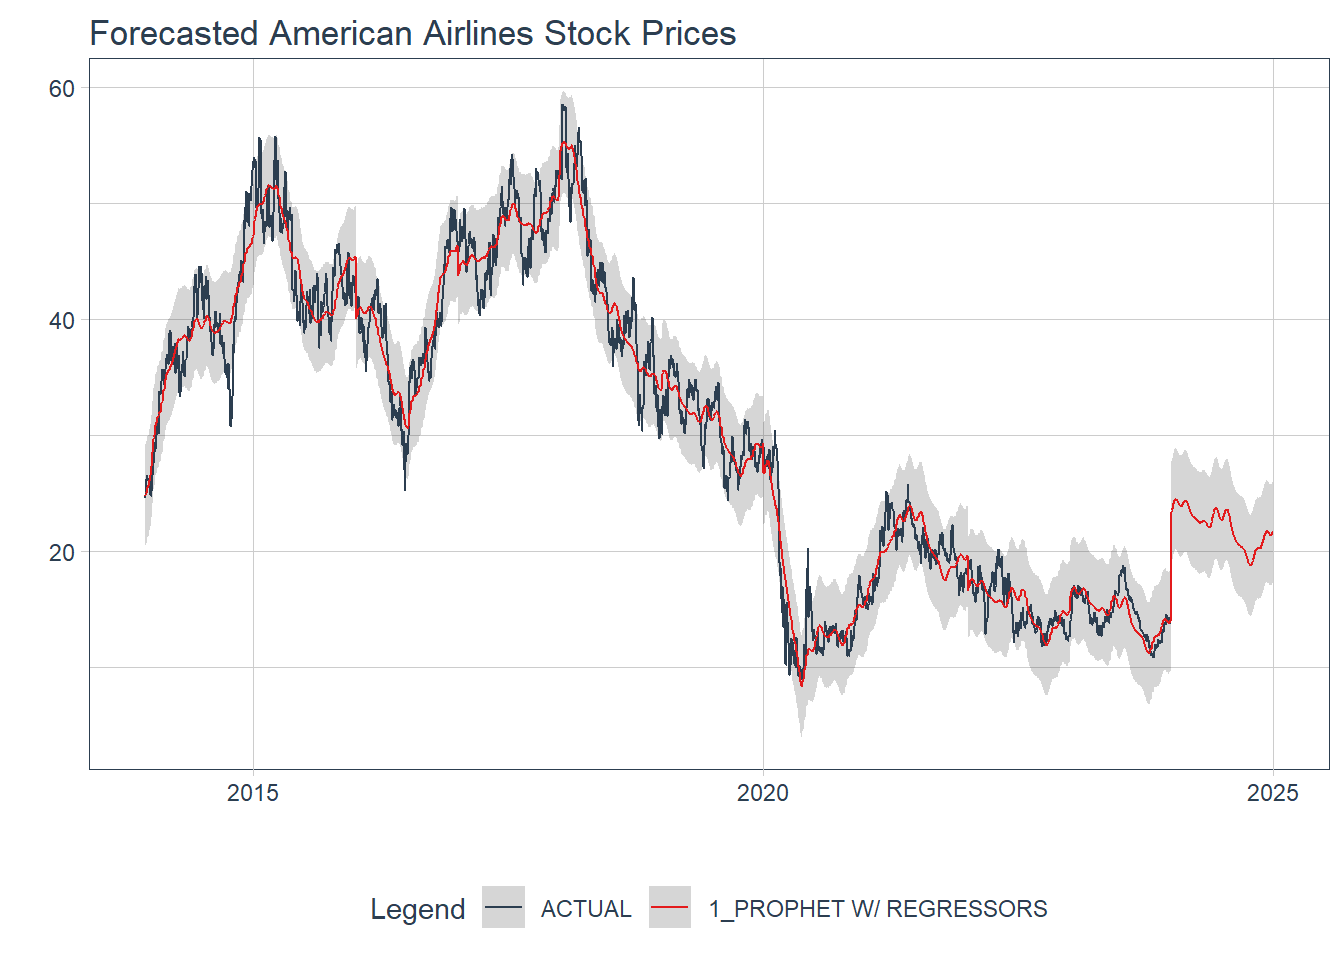 Forecasted American Airlines Stock Prices
60
40
20
2015 2020 2025
Legend ACTUAL 1_PROPHET W/ REGRESSORS